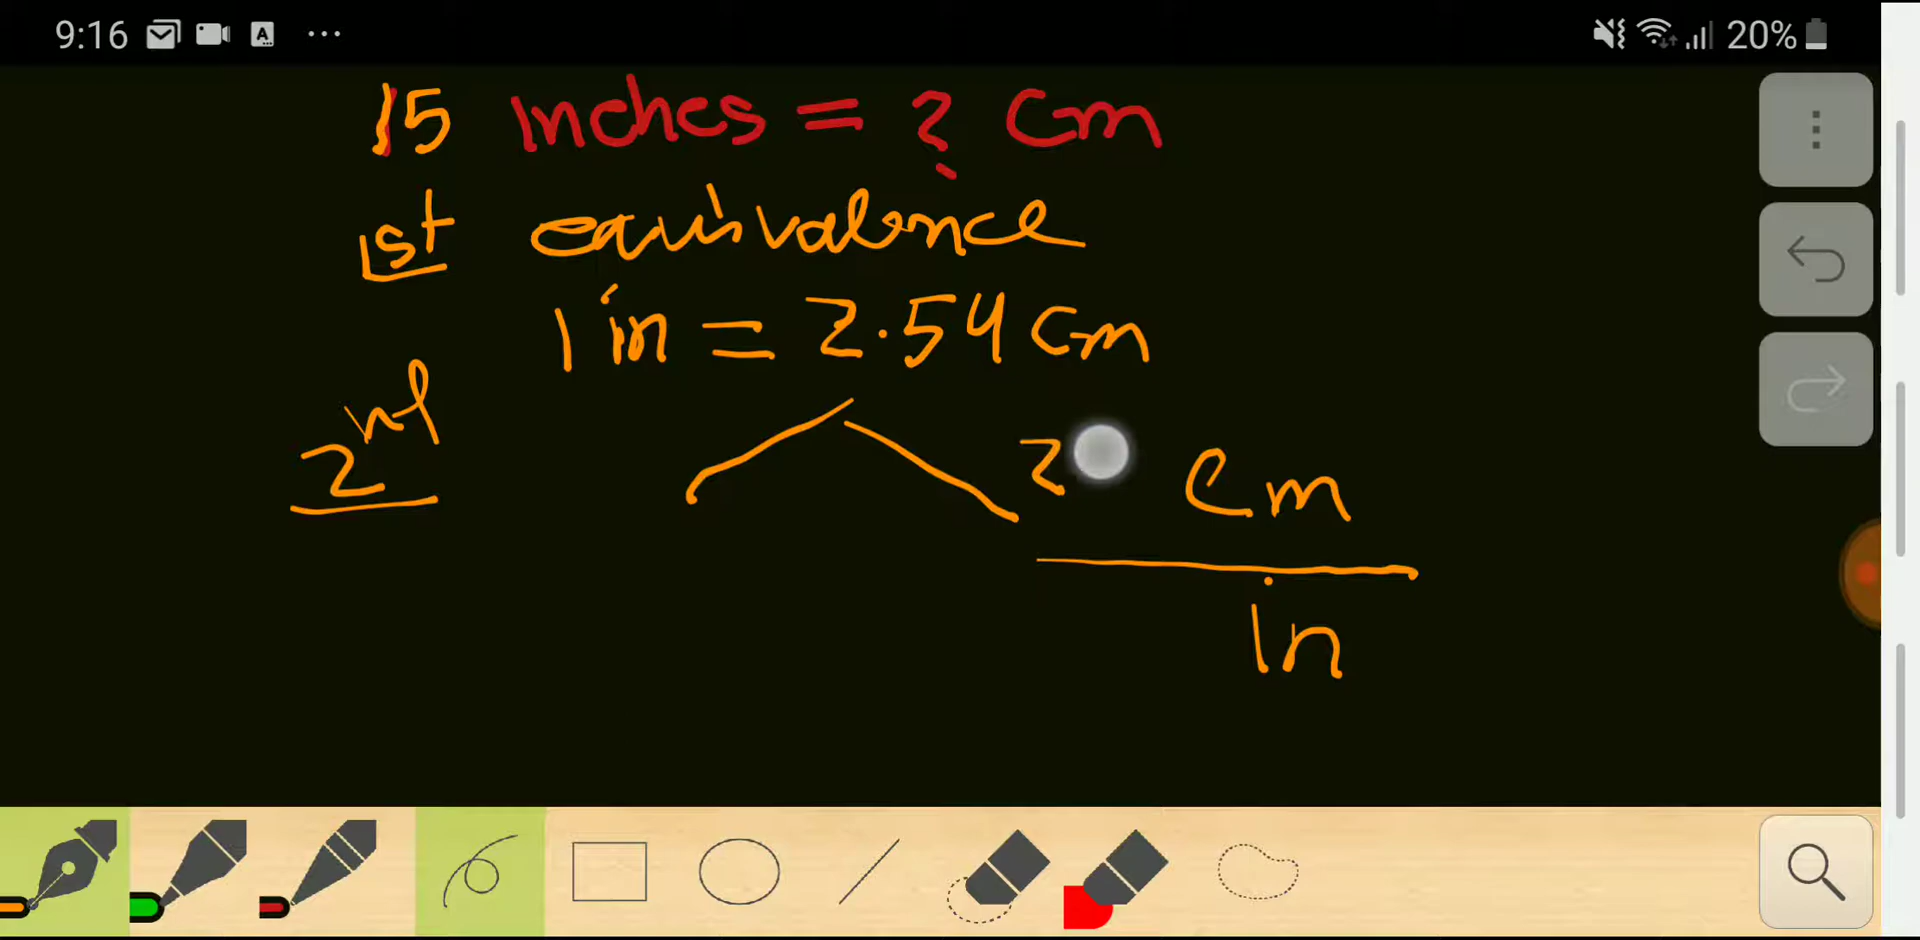 9:16 A ... 20%
15 Inches = ? Cm
1st equivalence
1 in = 2.54 Cm
2nd
2 Cm
in